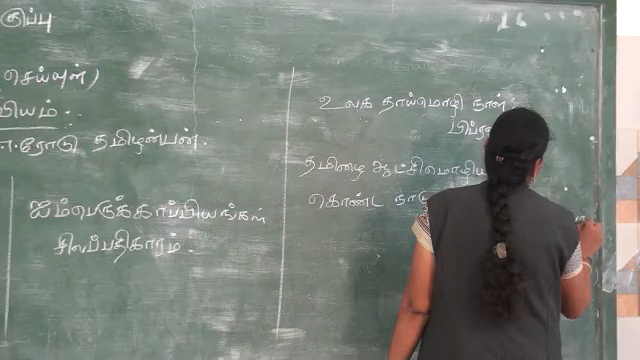 குப்பு
செய்யுள்)
வியம்.
ஈரோடு தமிழன்பன்.
ஐம்பெருக்காப்பியங்கள்
சிலப்பதிகாரம்.
உலக தாய்மொழி நாள்
பிப்ர
தமிழை ஆட்சிமொழிய
கொண்ட நாடு